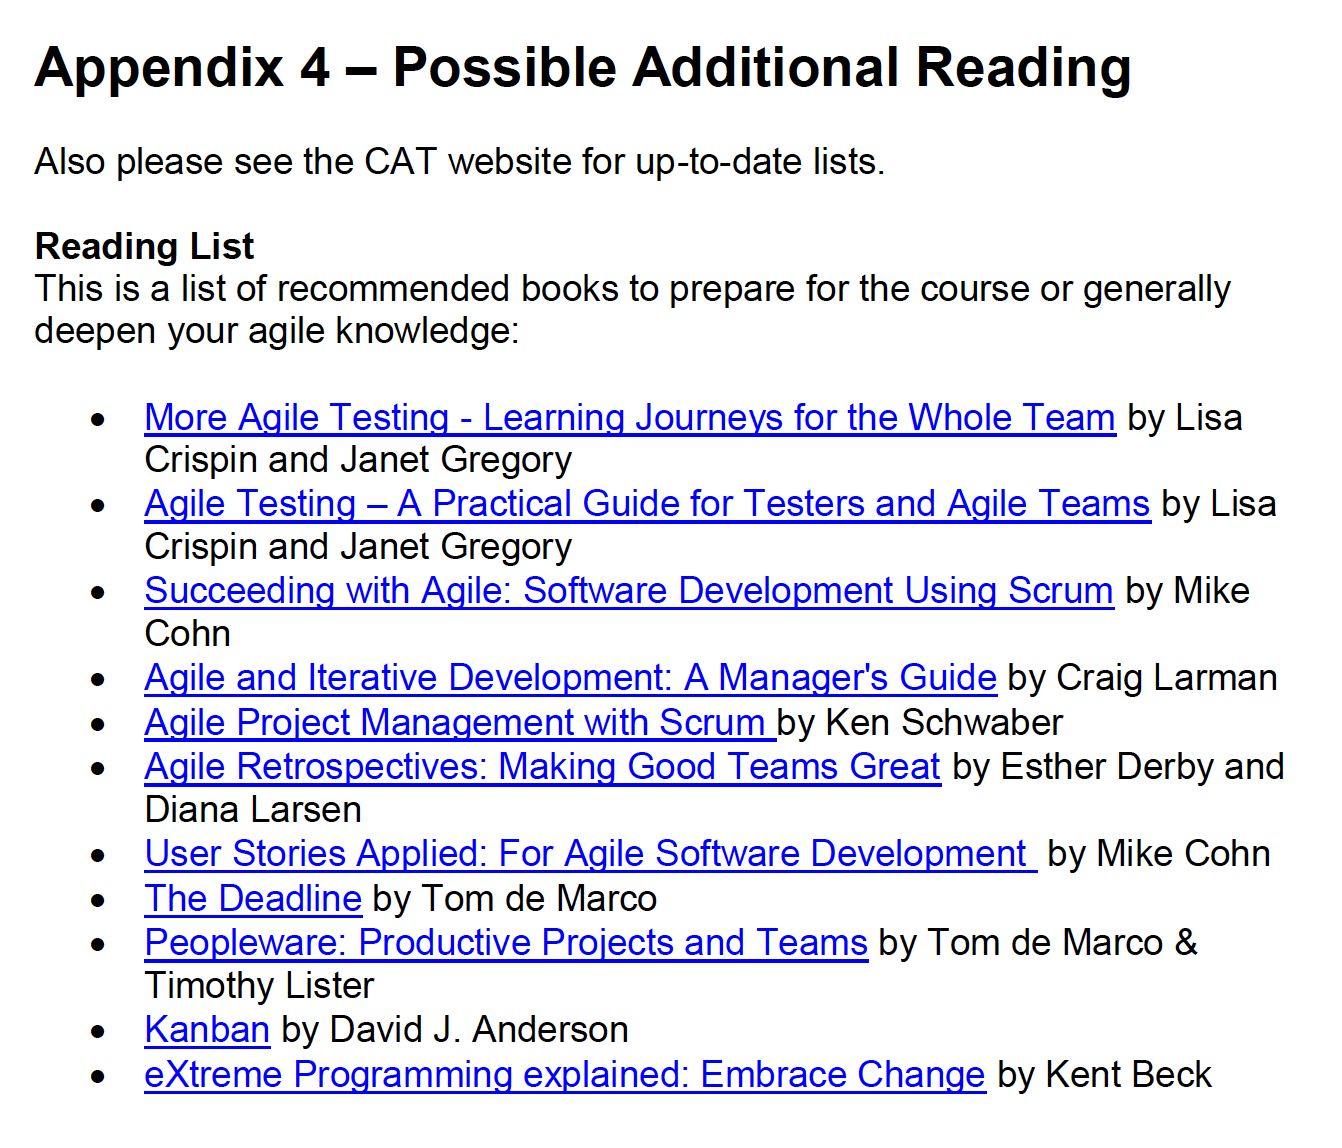 Appendix 4 – Possible Additional Reading
Also please see the CAT website for up-to-date lists.
Reading List
This is a list of recommended books to prepare for the course or generally
deepen your agile knowledge:
• More Agile Testing - Learning Journeys for the Whole Team by Lisa
Crispin and Janet Gregory
• Agile Testing – A Practical Guide for Testers and Agile Teams by Lisa
Crispin and Janet Gregory
• Succeeding with Agile: Software Development Using Scrum by Mike
Cohn
• Agile and Iterative Development: A Manager's Guide by Craig Larman
• Agile Project Management with Scrum by Ken Schwaber
• Agile Retrospectives: Making Good Teams Great by Esther Derby and
Diana Larsen
• User Stories Applied: For Agile Software Development  by Mike Cohn
• The Deadline by Tom de Marco
• Peopleware: Productive Projects and Teams by Tom de Marco &
Timothy Lister
• Kanban by David J. Anderson
• eXtreme Programming explained: Embrace Change by Kent Beck